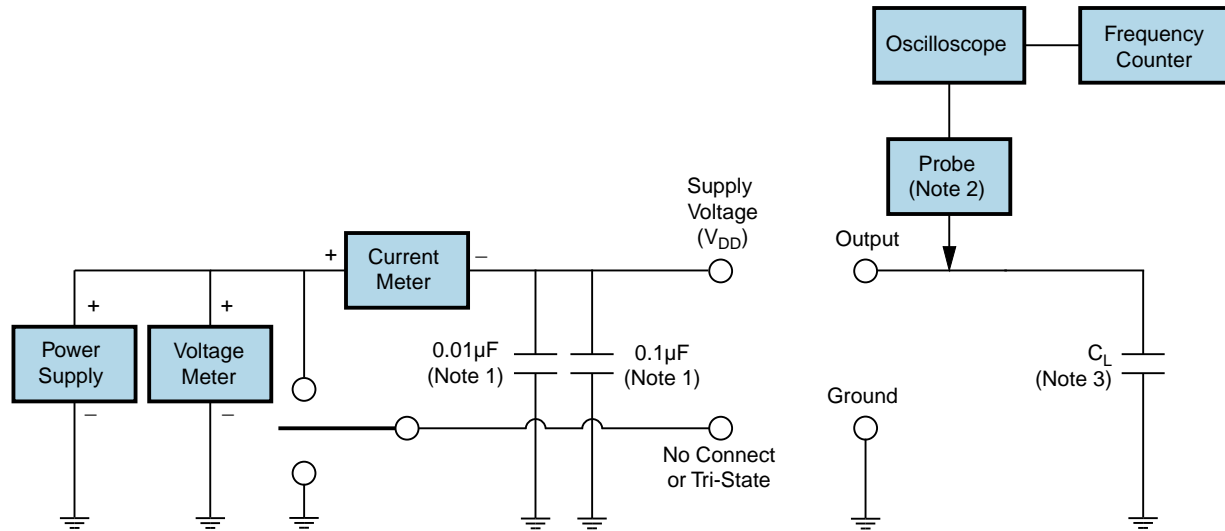 Oscilloscope
Frequency
Counter
Probe
(Note 2)
Supply
Voltage
(V_DD)
Output
+
Current
Meter
–
+
Power
Supply
–
+
Voltage
Meter
–
0.01µF
(Note 1)
0.1µF
(Note 1)
C_L
(Note 3)
Ground
No Connect
or Tri-State